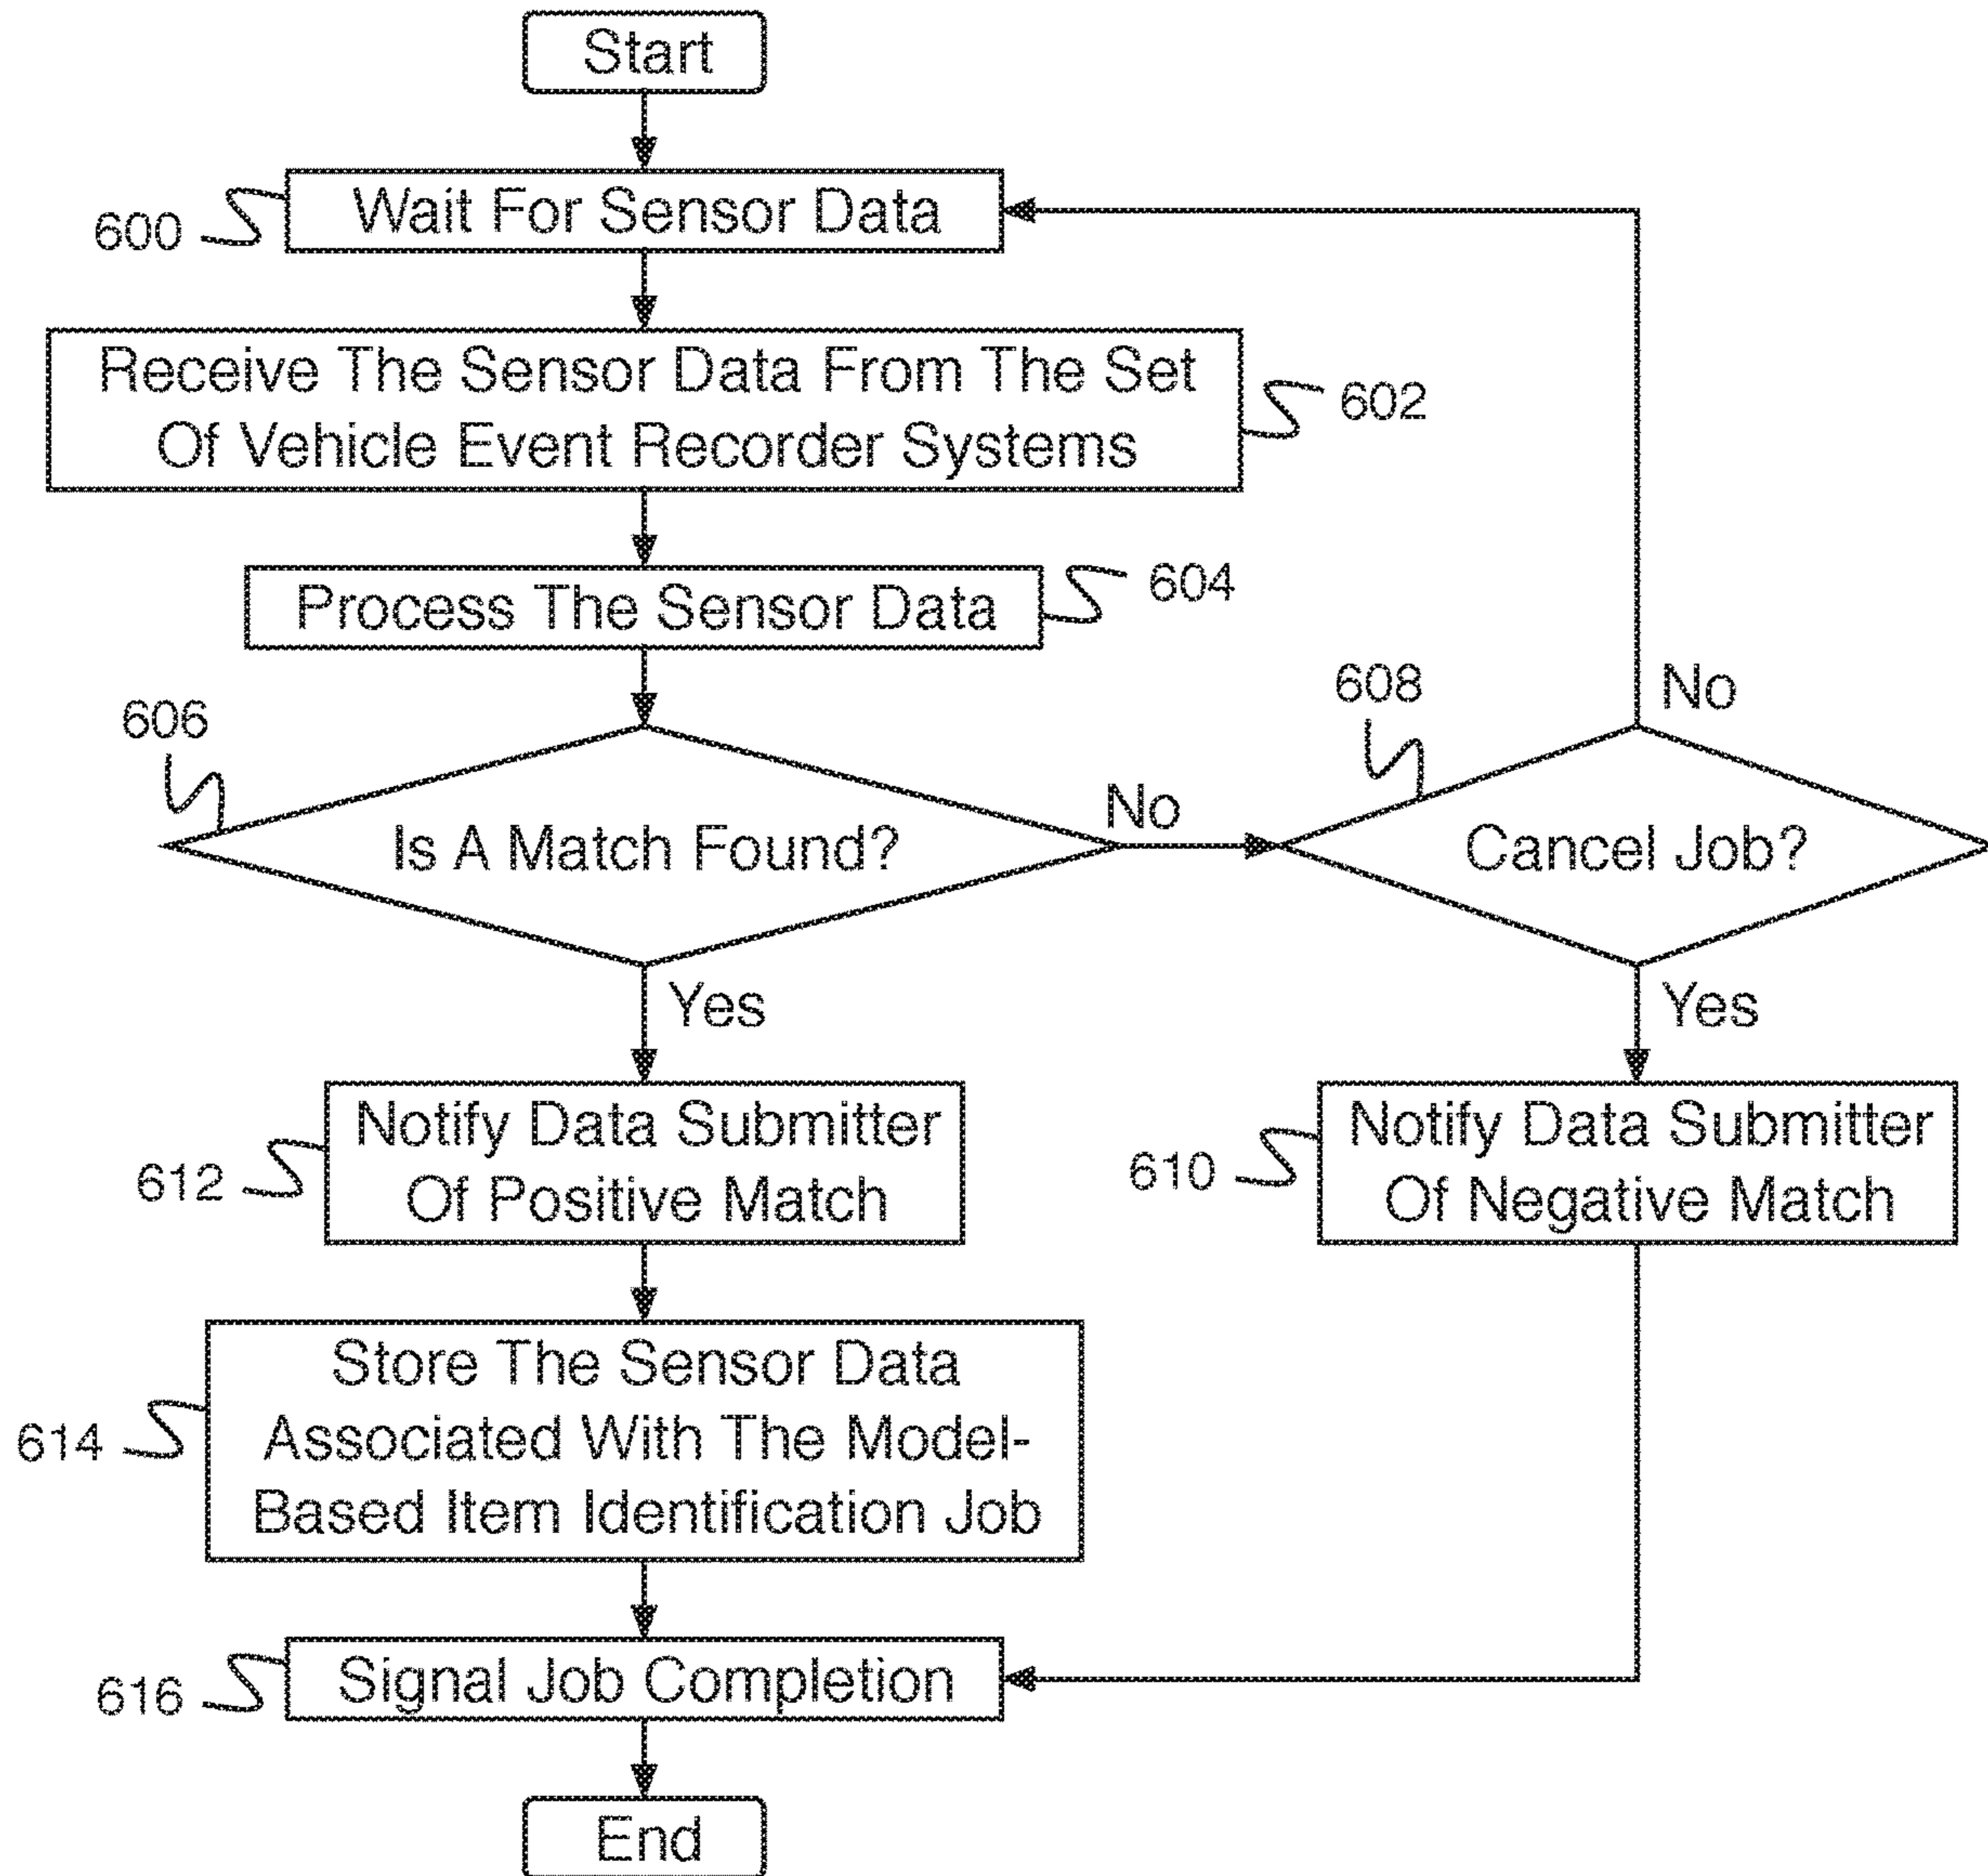 Start
600
Wait For Sensor Data
Receive The Sensor Data From The Set
Of Vehicle Event Recorder Systems
602
Process The Sensor Data
604
606
Is A Match Found?
No
608
No
Cancel Job?
Yes
Yes
612
Notify Data Submitter
Of Positive Match
610
Notify Data Submitter
Of Negative Match
614
Store The Sensor Data
Associated With The Model-
Based Item Identification Job
616
Signal Job Completion
End